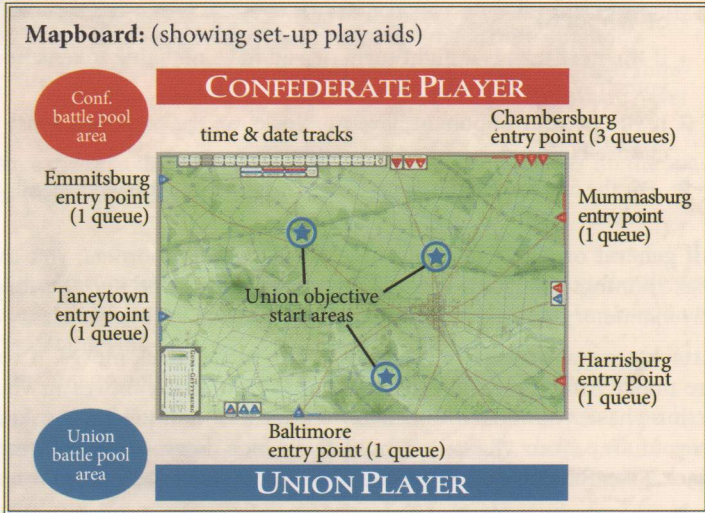 Mapboard: (showing set-up play aids)
Conf.
battle pool
area
CONFEDERATE PLAYER
time & date tracks
Chambersburg
entry point (3 queues)
Emmitsburg
entry point
(1 queue)
Mummasburg
entry point
(1 queue)
Taneytown
entry point
(1 queue)
Union objective
start areas
Harrisburg
entry point
(1 queue)
Union
battle pool
area
Baltimore
entry point (1 queue)
UNION PLAYER